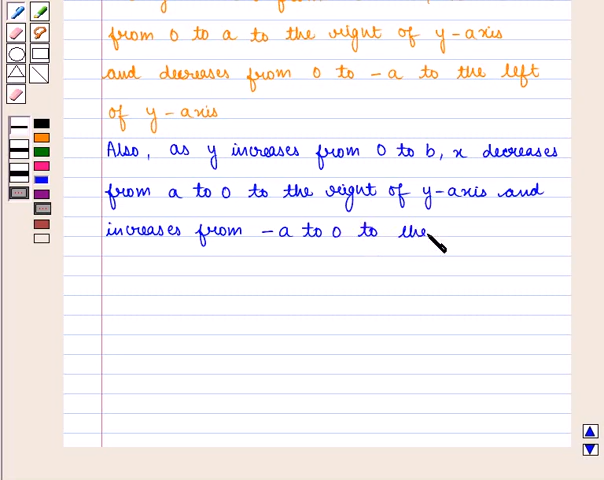 from 0 to a to the right of y-axis
and decreases from 0 to -a to the left
of y-axis
Also, as y increases from 0 to b, x decreases
from a to 0 to the right of y-axis and
increases from -a to 0 to the